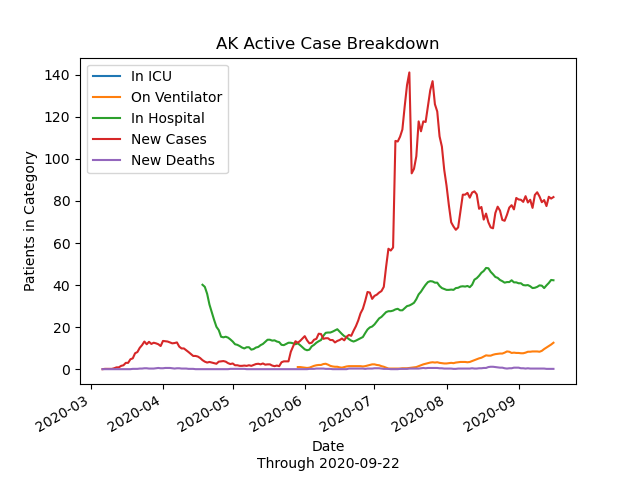 AK Active Case Breakdown
In ICU
On Ventilator
In Hospital
New Cases
New Deaths
Patients in Category
140
120
100
80
60
40
20
0
2020-03
2020-04
2020-05
2020-06
2020-07
2020-08
2020-09
Date
Through 2020-09-22